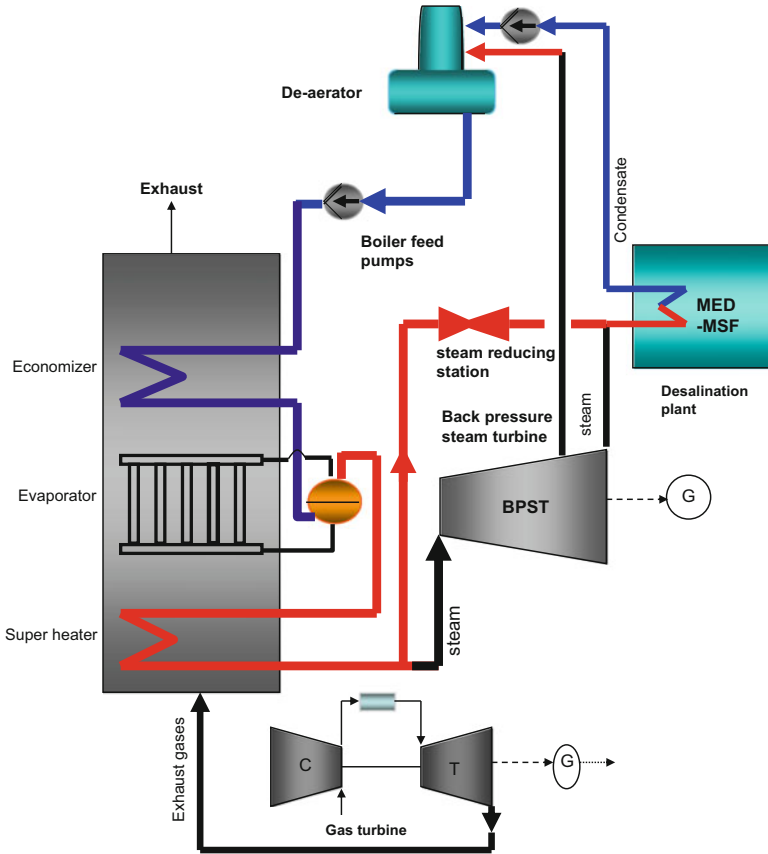 De-aerator
Exhaust
Condensate
Boiler feed
pumps
MED
-MSF
steam reducing
station
Economizer
Desalination
plant
steam
Back pressure
steam turbine
Evaporator
BPST
G
Super heater
steam
Exhaust gases
C
T
G
Gas turbine